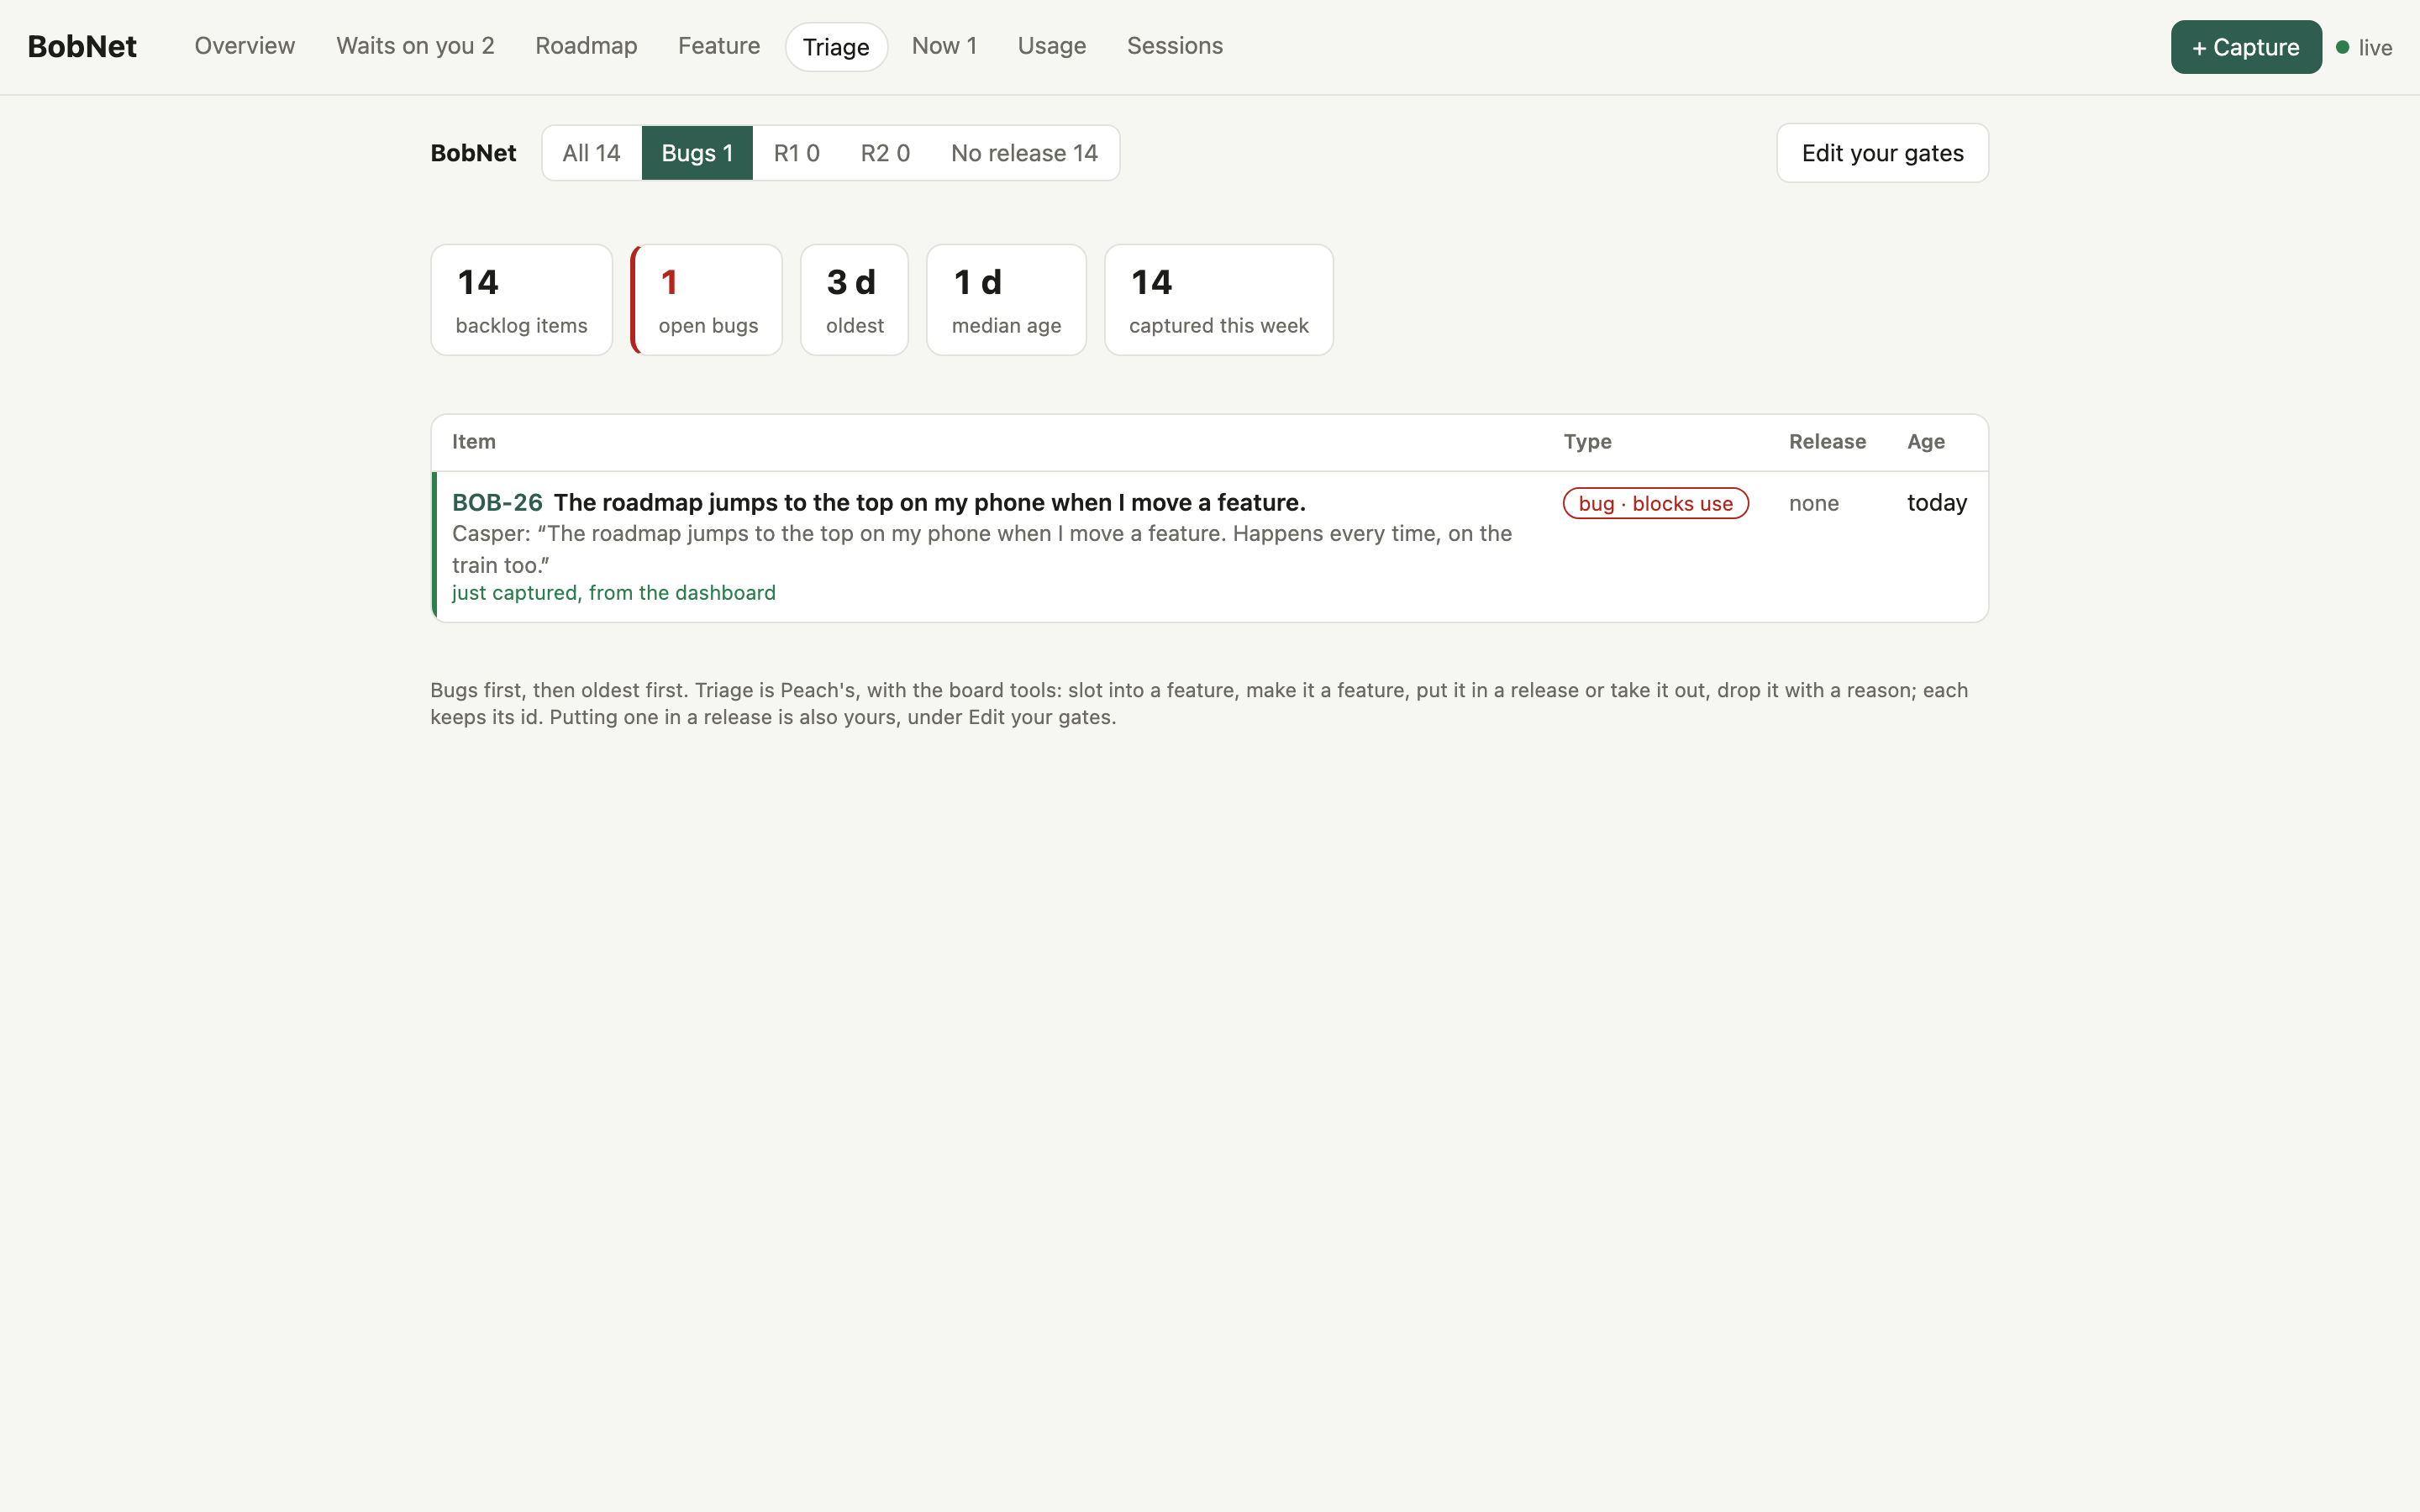 BobNet
Overview
Waits on you 2
Roadmap
Feature
Triage
Now 1
Usage
Sessions
+ Capture
live
BobNet
All 14
Bugs 1
R1 0
R2 0
No release 14
Edit your gates
14
backlog items
1
open bugs
3 d
oldest
1 d
median age
14
captured this week
Item
Type
Release
Age
BOB-26 The roadmap jumps to the top on my phone when I move a feature.
bug · blocks use
none
today
Casper: “The roadmap jumps to the top on my phone when I move a feature. Happens every time, on the
train too.”
just captured, from the dashboard
Bugs first, then oldest first. Triage is Peach's, with the board tools: slot into a feature, make it a feature, put it in a release or take it out, drop it with a reason; each
keeps its id. Putting one in a release is also yours, under Edit your gates.